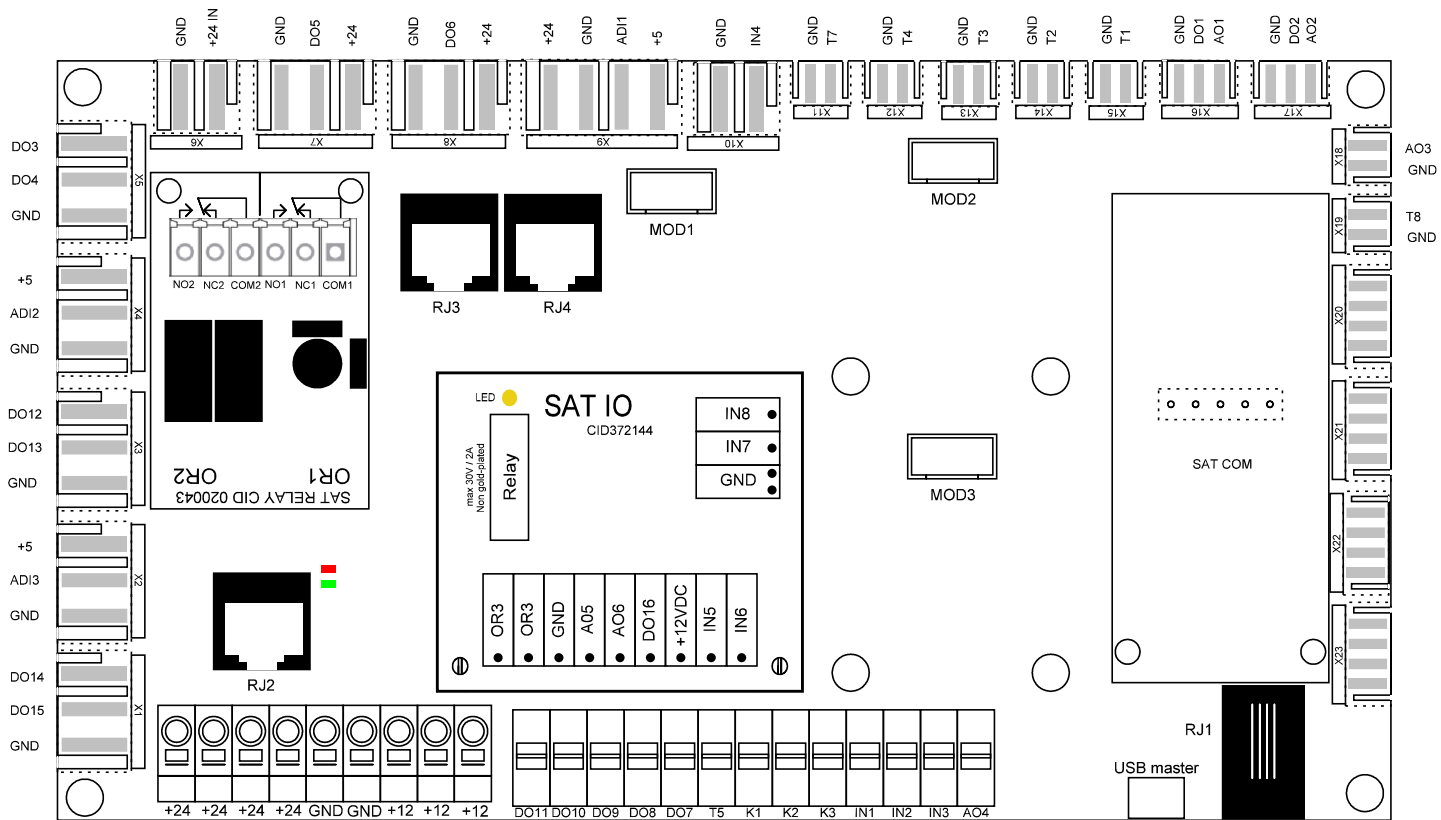 GND +24 IN GND DO5 +24 GND DO6 +24 +24 GND ADI1 +5 GND IN4 GND T7 GND T4 GND T3 GND T2 GND T1 GND DO1 AO1 GND DO2 AO2
X6 X7 X8 X9 X10 X11 X12 X13 X14 X15 X16 X17
DO3
DO4
GND
X5
+5
ADI2
GND
X4
DO12
DO13
GND
X3
+5
ADI3
GND
X2
DO14
DO15
GND
X1
NO2 NC2 COM2 NO1 NC1 COM1
OR2 OR1
SAT RELAY CID 020043
RJ3 RJ4
MOD1
MOD2
MOD3
X18
AO3
GND
X19
T8
GND
X20
X21
X22
X23
SAT COM
LED
SAT IO
CID372144
max 30V / 2A
Non gold-plated
Relay
IN8
IN7
GND
OR3 OR3 GND A05 AO6 DO16 +12VDC IN5 IN6
RJ2
RJ1
USB master
+24 +24 +24 +24 GND GND +12 +12 +12
DO11 DO10 DO9 DO8 DO7 T5 K1 K2 K3 IN1 IN2 IN3 AO4